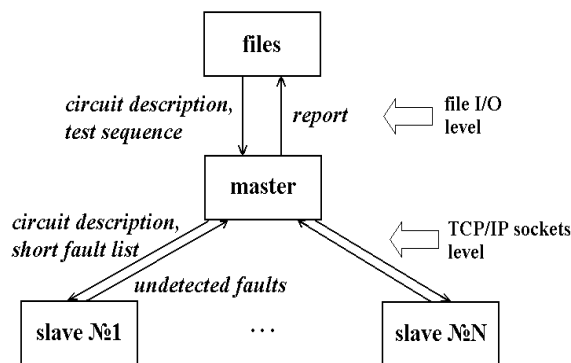 files
circuit description,
test sequence
report
file I/O
level
master
circuit description,
short fault list
TCP/IP sockets
level
undetected faults
slave №1
...
slave №N